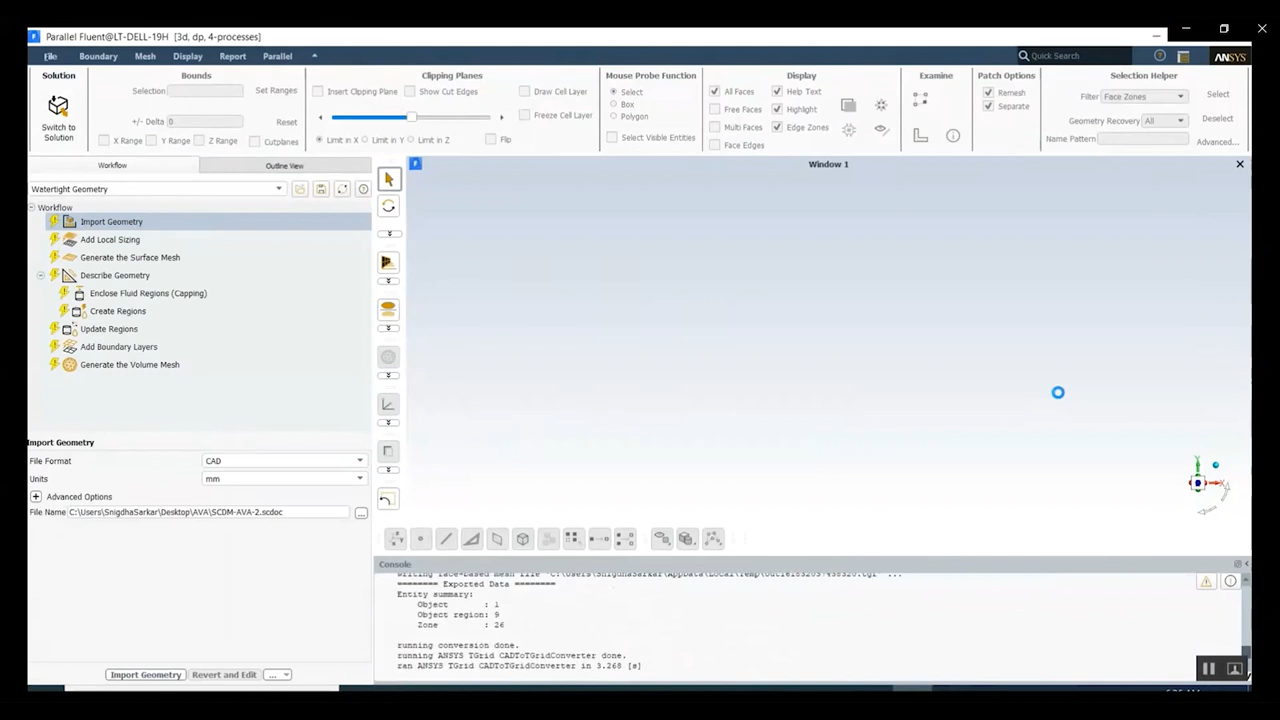 Parallel Fluent@LT-DELL-19H [3d, dp, 4-processes]
File Boundary Mesh Display Report Parallel Quick Search ANSYS
Solution Bounds Clipping Planes Mouse Probe Function Display Examine Patch Options Selection Helper
Switch to Solution
Selection Set Ranges
+/- Delta 0 Reset
X Range Y Range Z Range Cutplanes
Insert Clipping Plane Show Cut Edges Draw Cell Layer
Freeze Cell Layer
Limit in X Limit in Y Limit in Z Flip
Select
Box
Polygon
Select Visible Entities
All Faces Help Text
Free Faces Highlight
Multi Faces Edge Zones
Face Edges
Remesh
Separate
Filter Face Zones Select
Geometry Recovery All Deselect
Name Pattern Advanced...
Workflow Outline View
Window 1
Watertight Geometry
Workflow
Import Geometry
Add Local Sizing
Generate the Surface Mesh
Describe Geometry
Enclose Fluid Regions (Capping)
Create Regions
Update Regions
Add Boundary Layers
Generate the Volume Mesh
Import Geometry
File Format CAD
Units mm
Advanced Options
File Name C:\Users\SnigdhaSarkar\Desktop\AVA\SCDM-AVA-2.scdoc ...
Import Geometry Revert and Edit ...
Y
X
Console
======== Exported Data ========
Entity summary:
Object : 1
Object region: 9
Zone : 26
running conversion done.
running ANSYS TGrid CADToTGridConverter done.
ran ANSYS TGrid CADToTGridConverter in 3.268 [s]